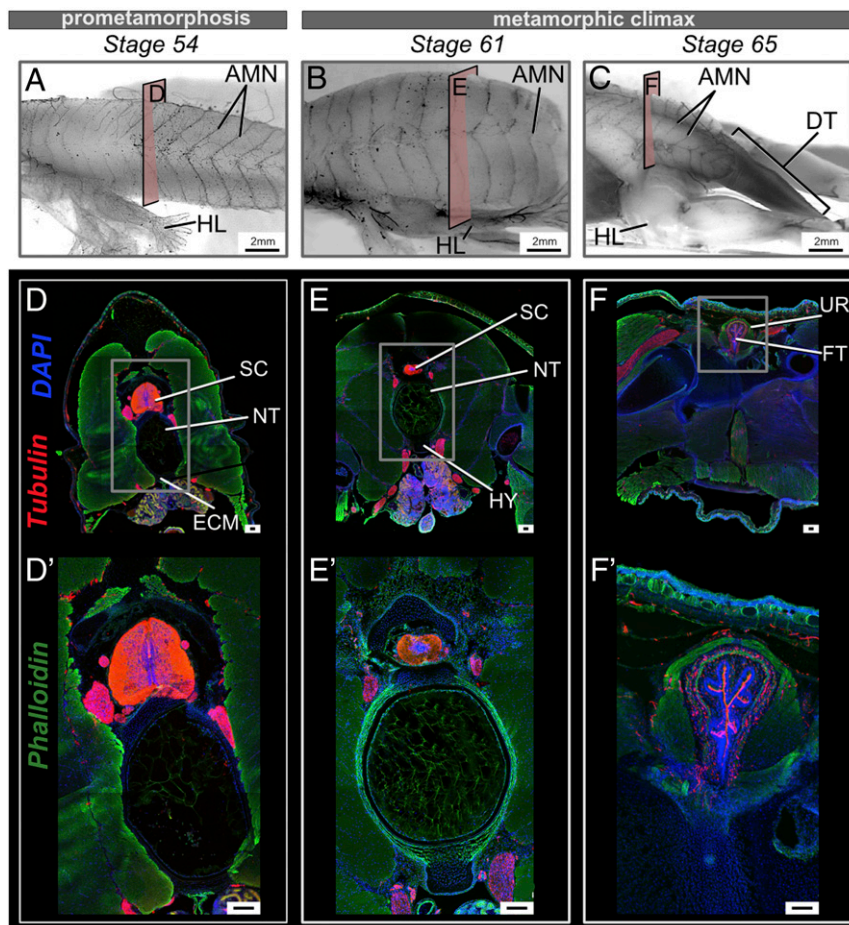 prometamorphosis metamorphic climax
Stage 54 Stage 61 Stage 65
A AMN B AMN C AMN
D E F DT
HL HL HL
2mm 2mm 2mm
D E F
SC SC UR
NT NT FT
ECM HY
D' E' F'
Phalloidin Tubulin DAPI